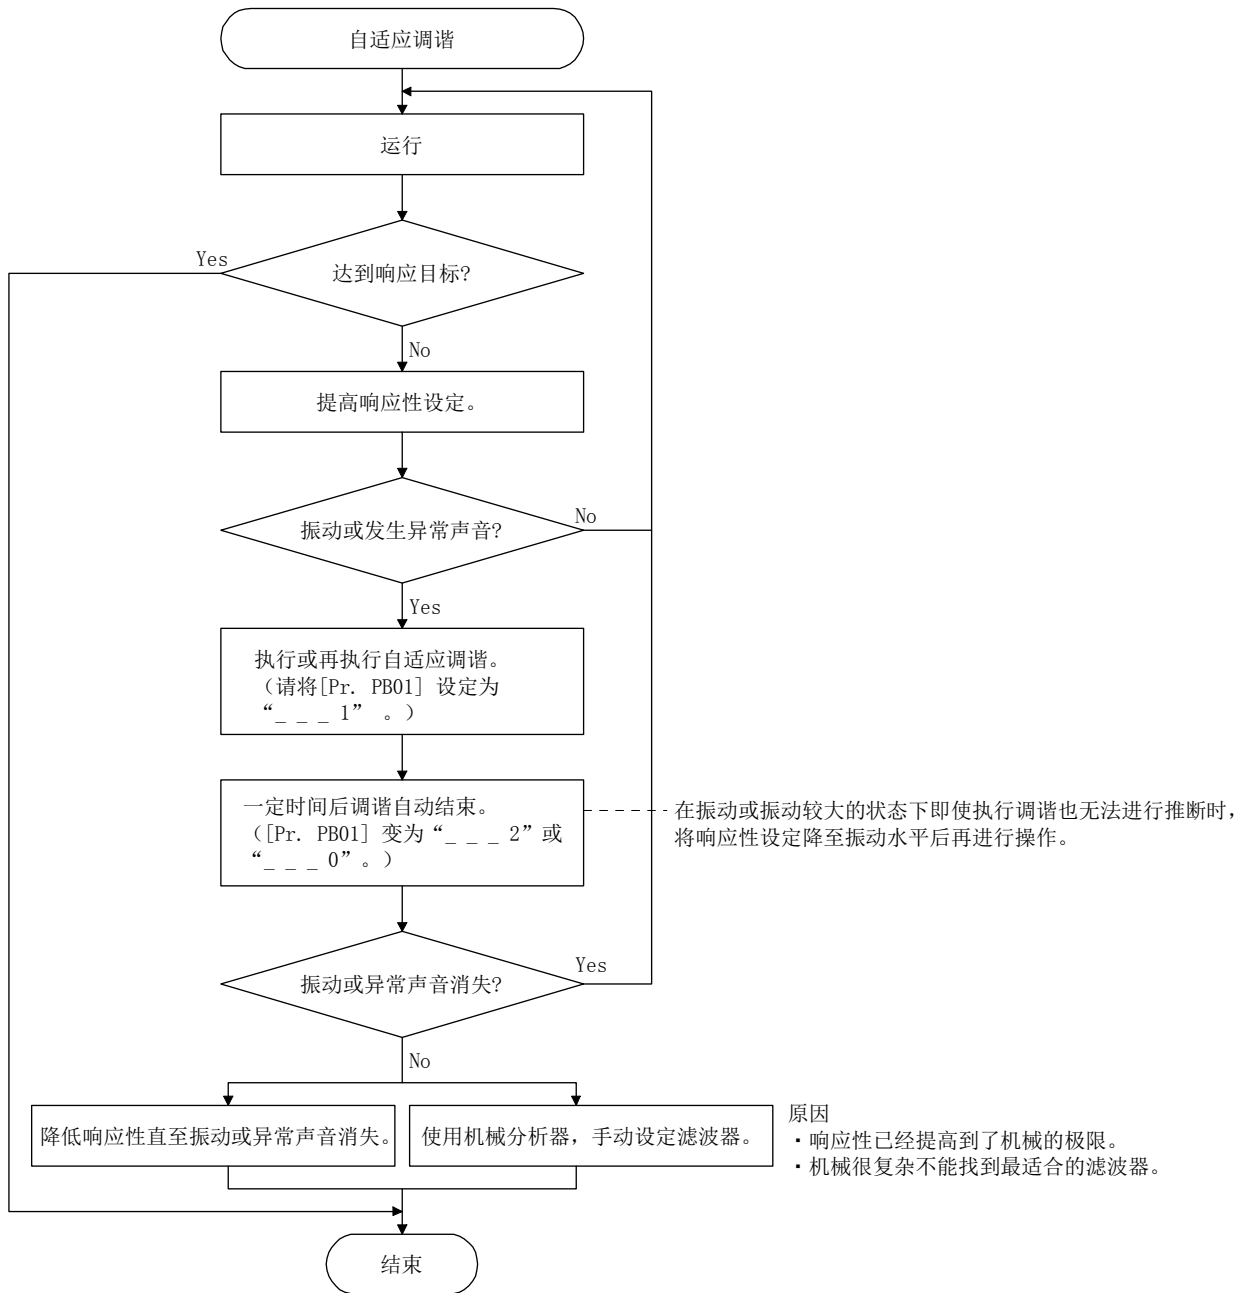 自适应调谐
运行
Yes
达到响应目标?
No
提高响应性设定。
振动或发生异常声音?
No
Yes
执行或再执行自适应调谐。
（请将[Pr. PB01] 设定为
“_ _ _ 1” 。）
一定时间后调谐自动结束。
（[Pr. PB01] 变为“_ _ _ 2”或
“_ _ _ 0”。）
在振动或振动较大的状态下即使执行调谐也无法进行推断时，
将响应性设定降至振动水平后再进行操作。
振动或异常声音消失?
Yes
No
降低响应性直至振动或异常声音消失。
使用机械分析器，手动设定滤波器。
原因
・响应性已经提高到了机械的极限。
・机械很复杂不能找到最适合的滤波器。
结束